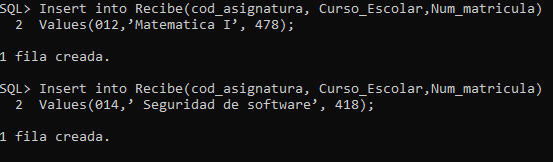 SQL> Insert into Recibe(cod_asignatura, Curso_Escolar,Num_matricula)
2 Values(012,’Matematica I’, 478);
1 fila creada.
SQL> Insert into Recibe(cod_asignatura, Curso_Escolar,Num_matricula)
2 Values(014,’ Seguridad de software’, 418);
1 fila creada.